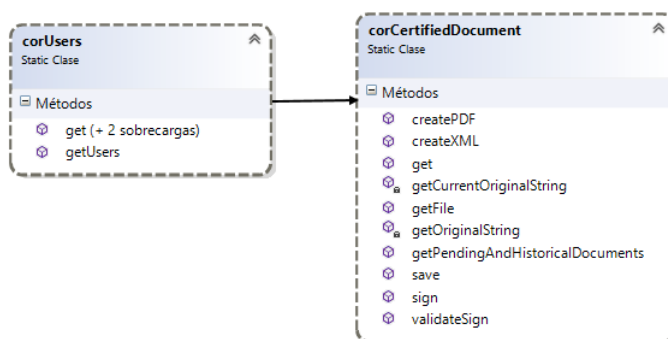 corUsers
Static Clase
Métodos
get (+ 2 sobrecargas)
getUsers
corCertifiedDocument
Static Clase
Métodos
createPDF
createXML
get
getCurrentOriginalString
getFile
getOriginalString
getPendingAndHistoricalDocuments
save
sign
validateSign